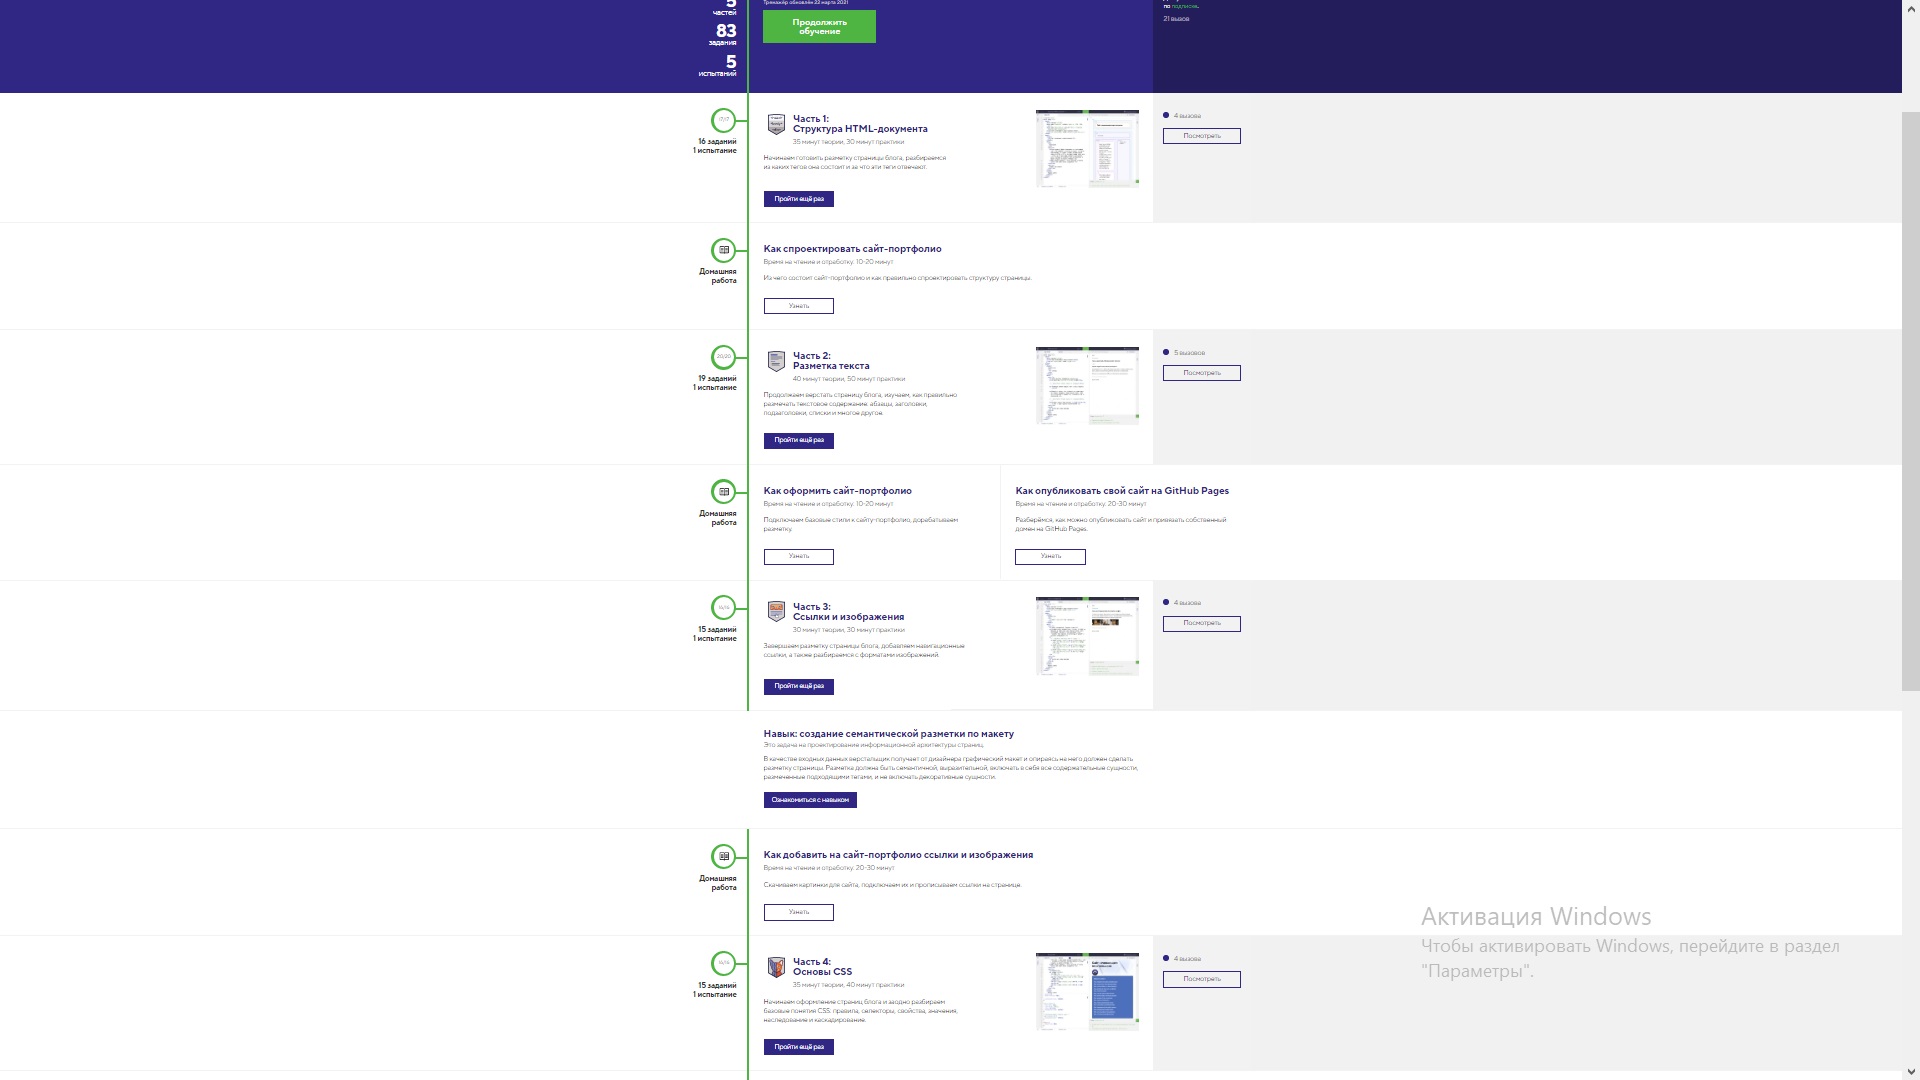 5
частей
83
задания
5
испытаний
Тренажёр обновлён 22 марта 2021
Продолжить
обучение
по подписке.
21 вызов
17/17
16 заданий
1 испытание
Часть 1:
Структура HTML-документа
35 минут теории, 30 минут практики
Начинаем готовить разметку страницы блога, разбираемся
из каких тегов она состоит и за что эти теги отвечают.
Пройти ещё раз
4 вызова
Посмотреть
Домашняя
работа
Как спроектировать сайт-портфолио
Время на чтение и отработку: 10-20 минут
Из чего состоит сайт-портфолио и как правильно спроектировать структуру страницы.
Узнать
20/20
19 заданий
1 испытание
Часть 2:
Разметка текста
40 минут теории, 50 минут практики
Продолжаем верстать страницу блога, изучаем, как правильно
размечать текстовое содержание: абзацы, заголовки,
подзаголовки, списки и многое другое.
Пройти ещё раз
5 вызовов
Посмотреть
Домашняя
работа
Как оформить сайт-портфолио
Время на чтение и отработку: 10-20 минут
Подключаем базовые стили к сайту-портфолио, дорабатываем
разметку.
Узнать
Как опубликовать свой сайт на GitHub Pages
Время на чтение и отработку: 20-30 минут
Разберёмся, как можно опубликовать сайт и привязать собственный
домен на GitHub Pages.
Узнать
16/16
15 заданий
1 испытание
Часть 3:
Ссылки и изображения
30 минут теории, 30 минут практики
Завершаем разметку страницы блога, добавляем навигационные
ссылки, а также разбираемся с форматами изображений.
Пройти ещё раз
4 вызова
Посмотреть
Навык: создание семантической разметки по макету
Это задача на проектирование информационной архитектуры страниц.
В качестве входных данных верстальщик получает от дизайнера графический макет и опираясь на него должен сделать
разметку страницы. Разметка должна быть семантичной, выразительной, включать в себя все содержательные сущности,
размеченные подходящими тегами, и не включать декоративные сущности.
Ознакомиться с навыком
Домашняя
работа
Как добавить на сайт-портфолио ссылки и изображения
Время на чтение и отработку: 20-30 минут
Скачиваем картинки для сайта, подключаем их и прописываем ссылки на странице.
Узнать
16/16
15 заданий
1 испытание
Часть 4:
Основы CSS
35 минут теории, 40 минут практики
Начинаем оформление страниц блога и заодно разбираем
базовые понятия CSS: правила, селекторы, свойства, значения,
наследование и каскадирование.
Пройти ещё раз
4 вызова
Посмотреть
Активация Windows
Чтобы активировать Windows, перейдите в раздел
"Параметры".